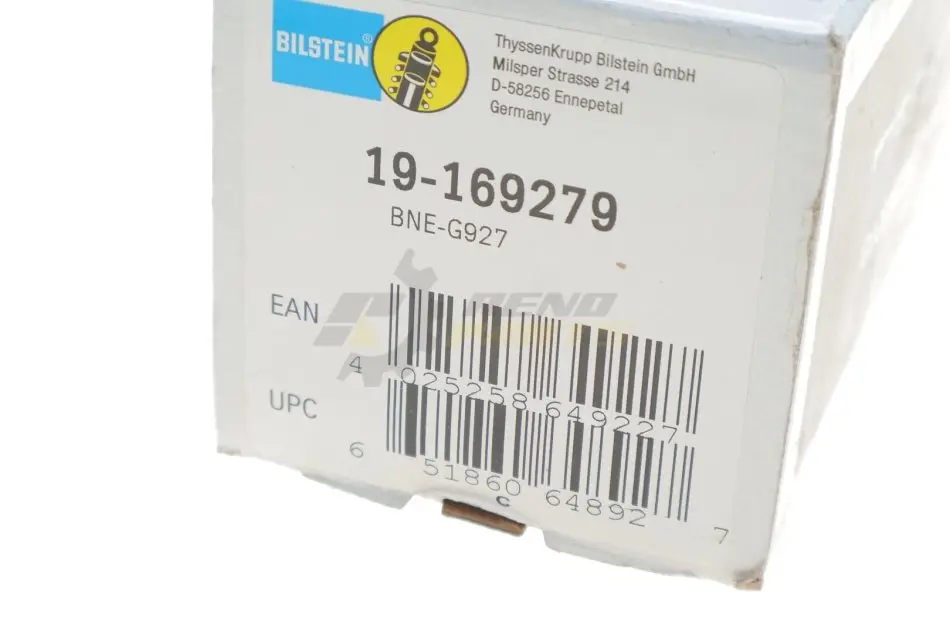 BILSTEIN®
ThyssenKrupp Bilstein GmbH
Milsper Strasse 214
D-58256 Ennepetal
Germany
19-169279
BNE-G927
EAN
4 025258 649227
UPC
6 51860 64892 7
C